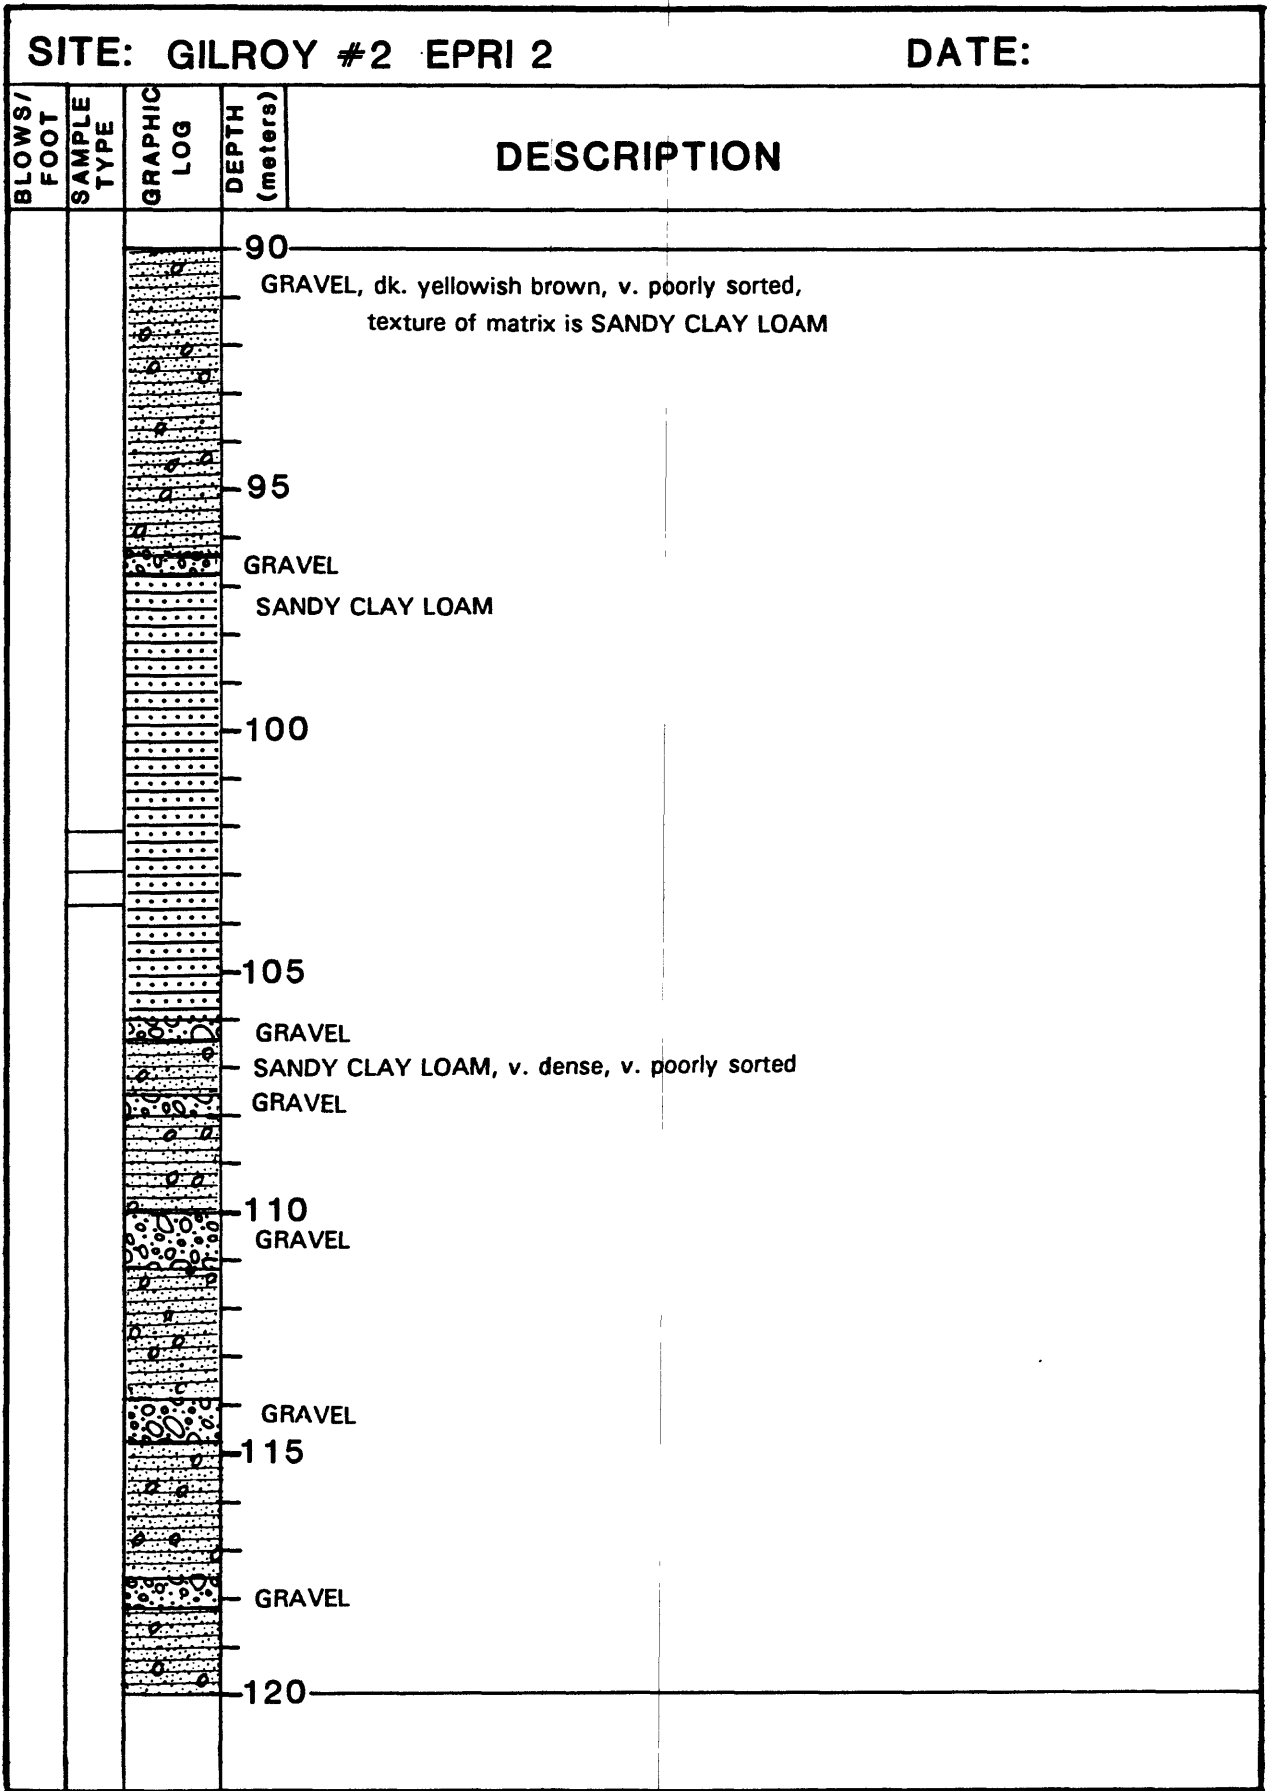 SITE: GILROY #2 EPRI 2 DATE:
BLOWS/
FOOT
SAMPLE
TYPE
GRAPHIC
LOG
DEPTH
(meters)
DESCRIPTION
90
GRAVEL, dk. yellowish brown, v. poorly sorted,
texture of matrix is SANDY CLAY LOAM
95
GRAVEL
SANDY CLAY LOAM
100
105
GRAVEL
SANDY CLAY LOAM, v. dense, v. poorly sorted
GRAVEL
110
GRAVEL
GRAVEL
115
GRAVEL
120